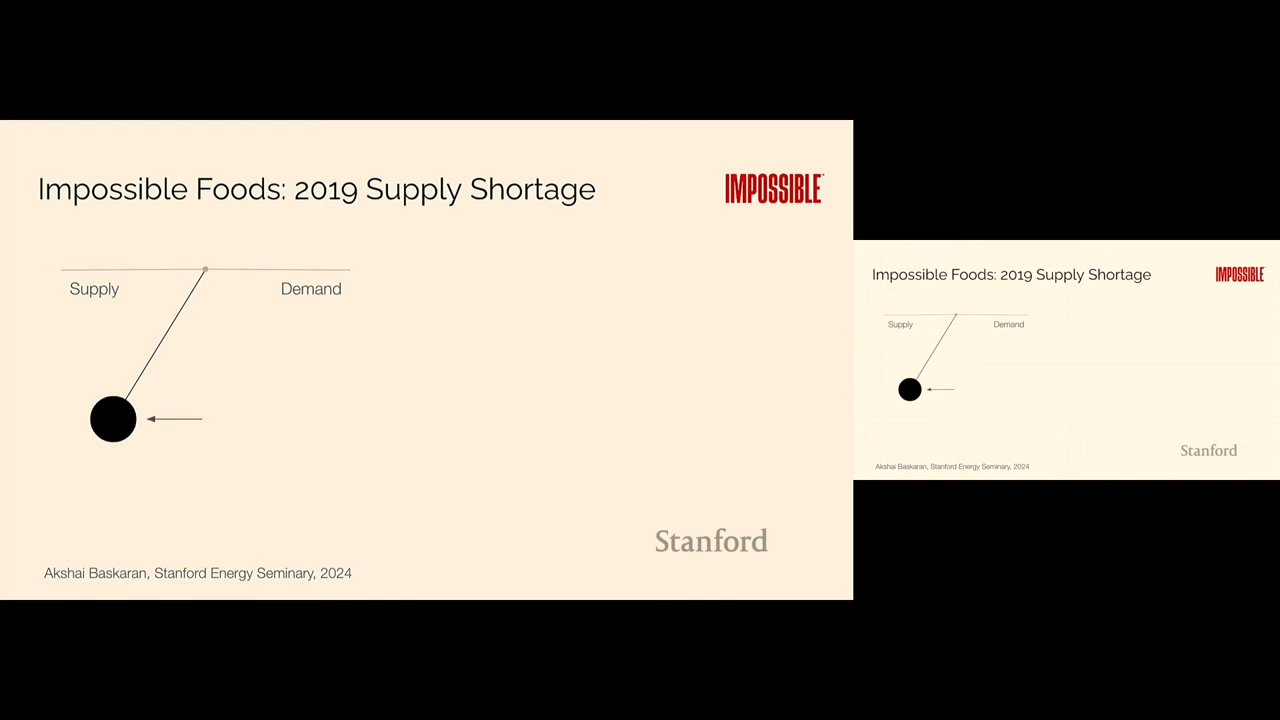 Impossible Foods: 2019 Supply Shortage
IMPOSSIBLE
Supply
Demand
Stanford
Akshai Baskaran, Stanford Energy Seminary, 2024
Impossible Foods: 2019 Supply Shortage
IMPOSSIBLE
Supply
Demand
Stanford
Akshai Baskaran, Stanford Energy Seminary, 2024